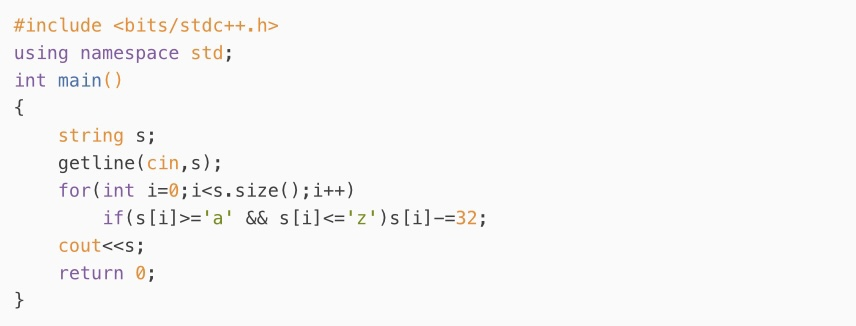 #include <bits/stdc++.h>
using namespace std;
int main()
{
    string s;
    getline(cin,s);
    for(int i=0;i<s.size();i++)
        if(s[i]>='a' && s[i]<='z')s[i]-=32;
    cout<<s;
    return 0;
}